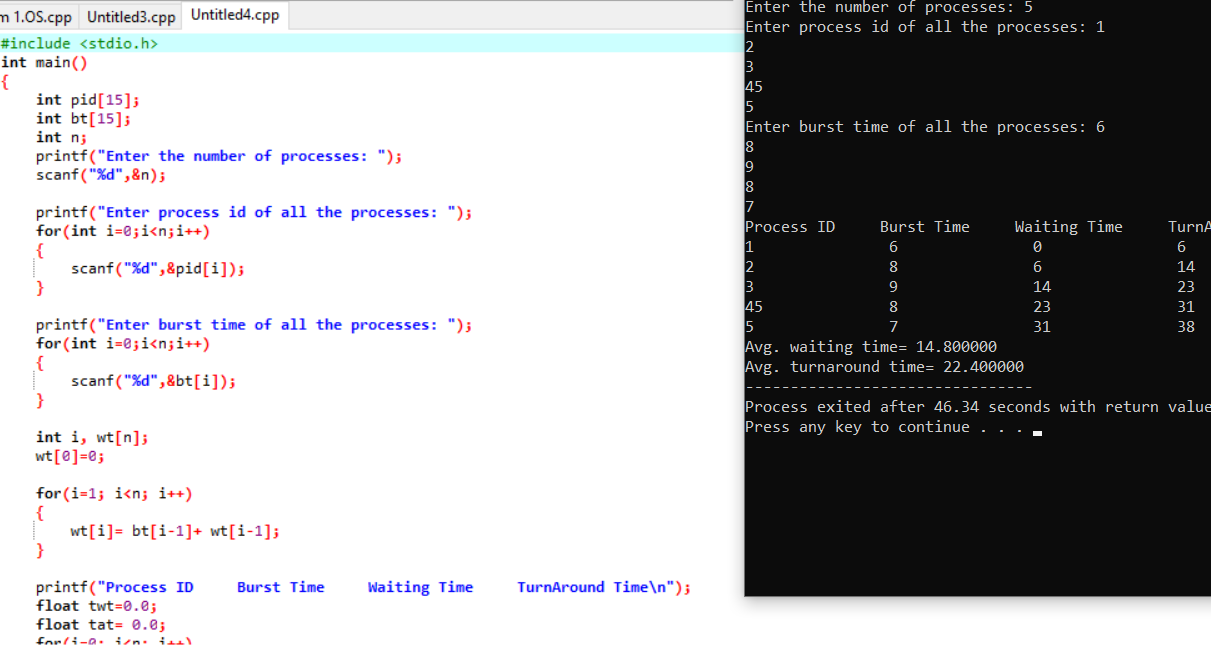 m 1.OS.cpp Untitled3.cpp Untitled4.cpp
#include <stdio.h>
int main()
{
int pid[15];
int bt[15];
int n;
printf("Enter the number of processes: ");
scanf("%d",&n);
printf("Enter process id of all the processes: ");
for(int i=0;i<n;i++)
{
scanf("%d",&pid[i]);
}
printf("Enter burst time of all the processes: ");
for(int i=0;i<n;i++)
{
scanf("%d",&bt[i]);
}
int i, wt[n];
wt[0]=0;
for(i=1; i<n; i++)
{
wt[i]= bt[i-1]+ wt[i-1];
}
printf("Process ID     Burst Time     Waiting Time     TurnAround Time\n");
float twt=0.0;
float tat= 0.0;
for(i=0; i<n; i++)
Enter the number of processes: 5
Enter process id of all the processes: 1
2
3
45
5
Enter burst time of all the processes: 6
8
9
8
7
Process ID     Burst Time     Waiting Time     TurnA
1 6 0 6
2 8 6 14
3 9 14 23
45 8 23 31
5 7 31 38
Avg. waiting time= 14.800000
Avg. turnaround time= 22.400000
--------------------------------
Process exited after 46.34 seconds with return value
Press any key to continue . . .